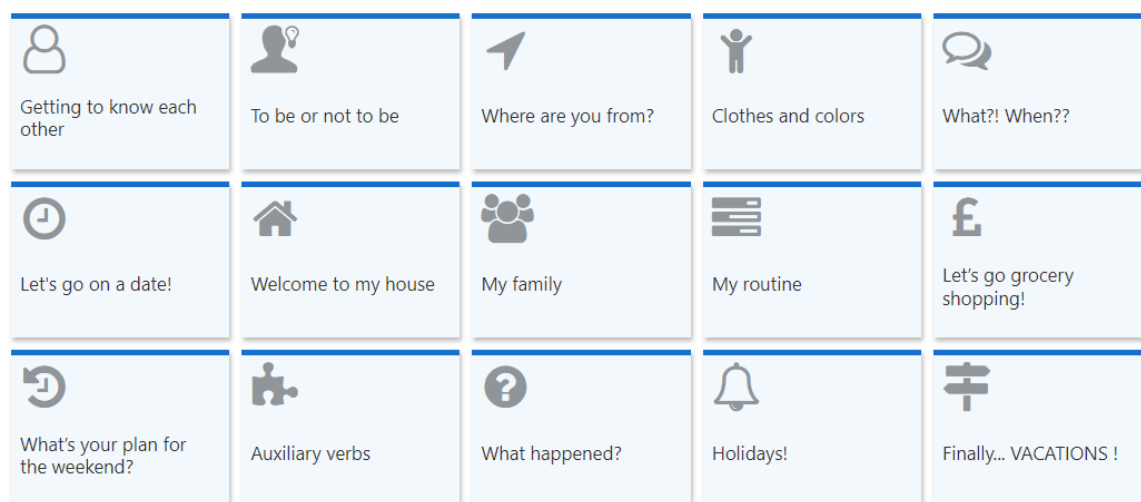 Getting to know each
other
To be or not to be
Where are you from?
Clothes and colors
What?! When??
Let's go on a date!
Welcome to my house
My family
My routine
Let’s go grocery
shopping!
What’s your plan for
the weekend?
Auxiliary verbs
What happened?
Holidays!
Finally... VACATIONS !